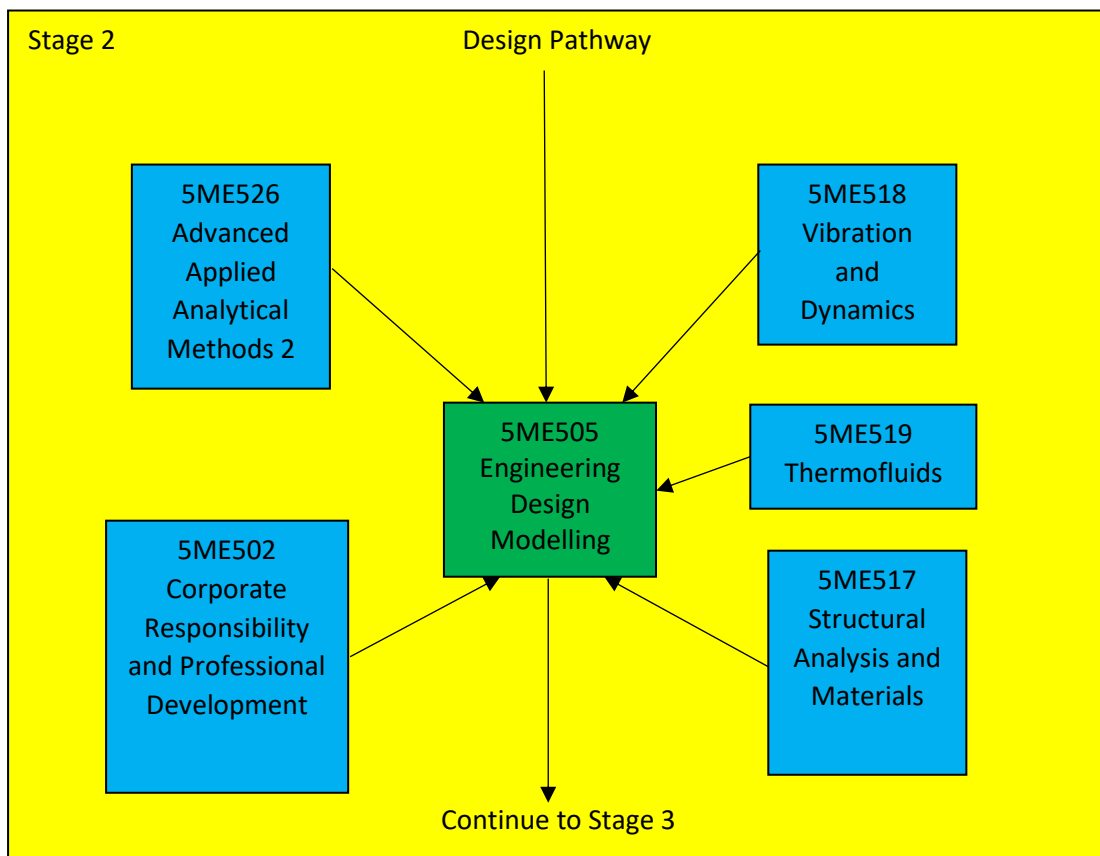 Stage 2
Design Pathway
5ME526
Advanced
Applied
Analytical
Methods 2
5ME518
Vibration
and
Dynamics
5ME505
Engineering
Design
Modelling
5ME519
Thermofluids
5ME502
Corporate
Responsibility
and Professional
Development
5ME517
Structural
Analysis and
Materials
Continue to Stage 3